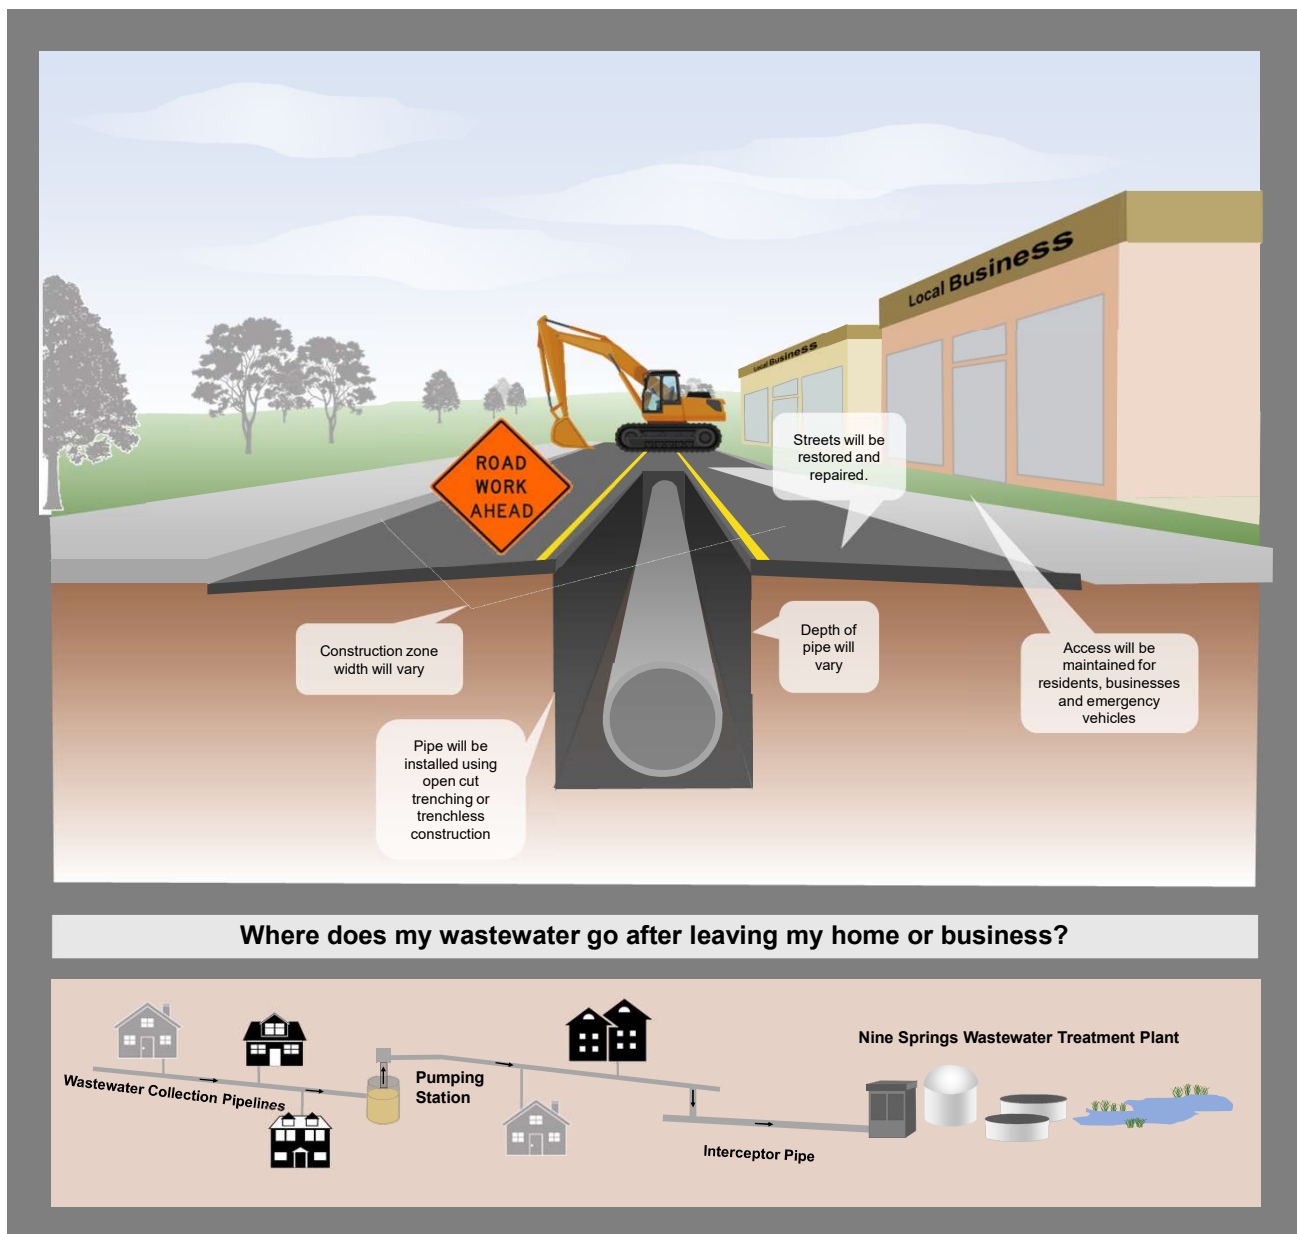 Local Business
Local Business
ROAD
WORK
AHEAD
Streets will be
restored and
repaired.
Construction zone
width will vary
Depth of
pipe will
vary
Access will be
maintained for
residents, businesses
and emergency
vehicles
Pipe will be
installed using
open cut
trenching or
trenchless
construction
Where does my wastewater go after leaving my home or business?
Wastewater Collection Pipelines
Pumping
Station
Interceptor Pipe
Nine Springs Wastewater Treatment Plant